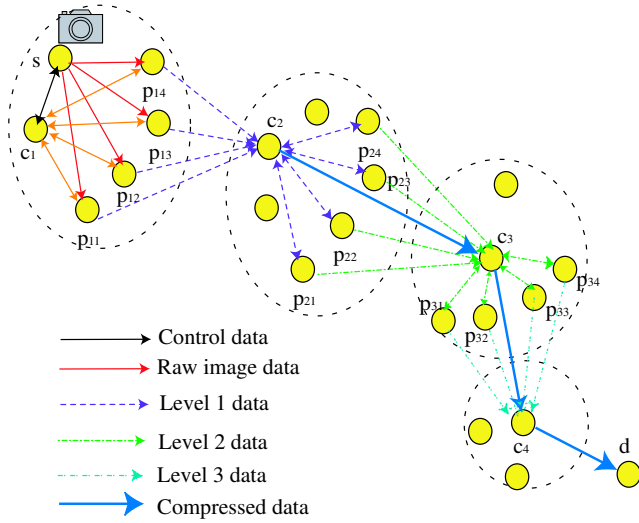 s
p14
c1
p13
p12
p11
c2
p24
p23
p22
p21
c3
p34
p31
p33
p32
c4
d
Control data
Raw image data
Level 1 data
Level 2 data
Level 3 data
Compressed data